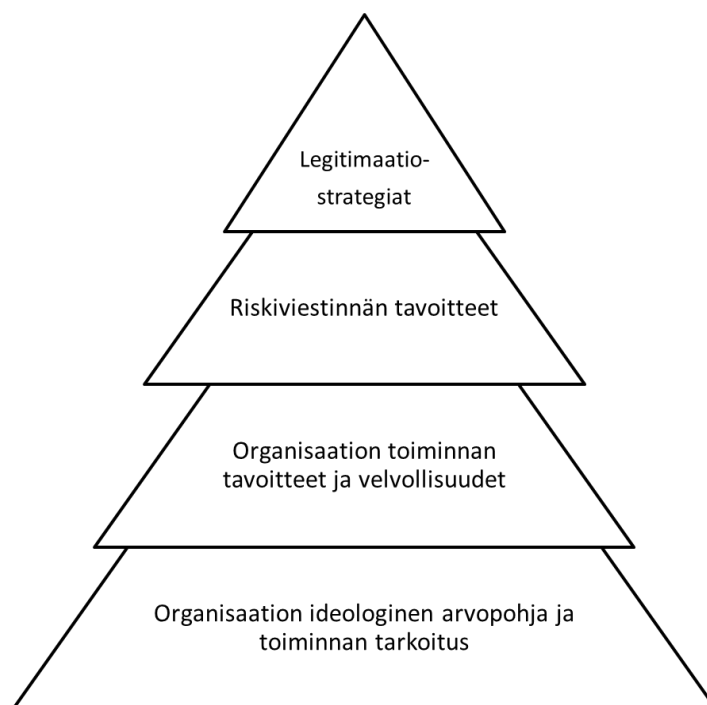 Legitimaatio-
strategiat
Riskiviestinnän tavoitteet
Organisaation toiminnan
tavoitteet ja velvollisuudet
Organisaation ideologinen arvopohja ja
toiminnan tarkoitus